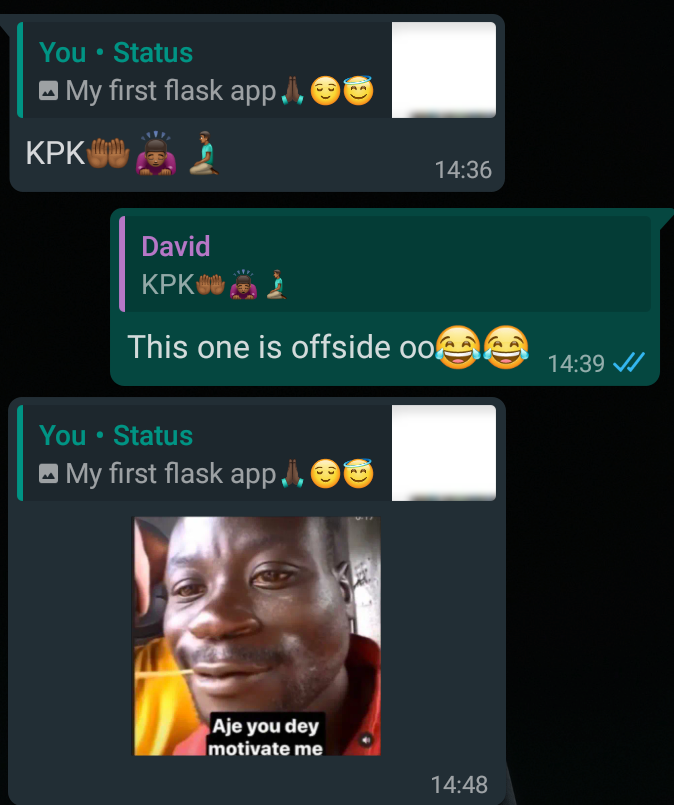 You • Status
My first flask app🙏🏿😌😇
KPK🤲🏾🙇🏾‍♀️🧎🏾‍♂️
14:36
David
KPK🤲🏾🙇🏾‍♀️🧎🏾‍♂️
This one is offside oo😂😂
14:39
You • Status
My first flask app🙏🏿😌😇
Aje you dey
motivate me
14:48